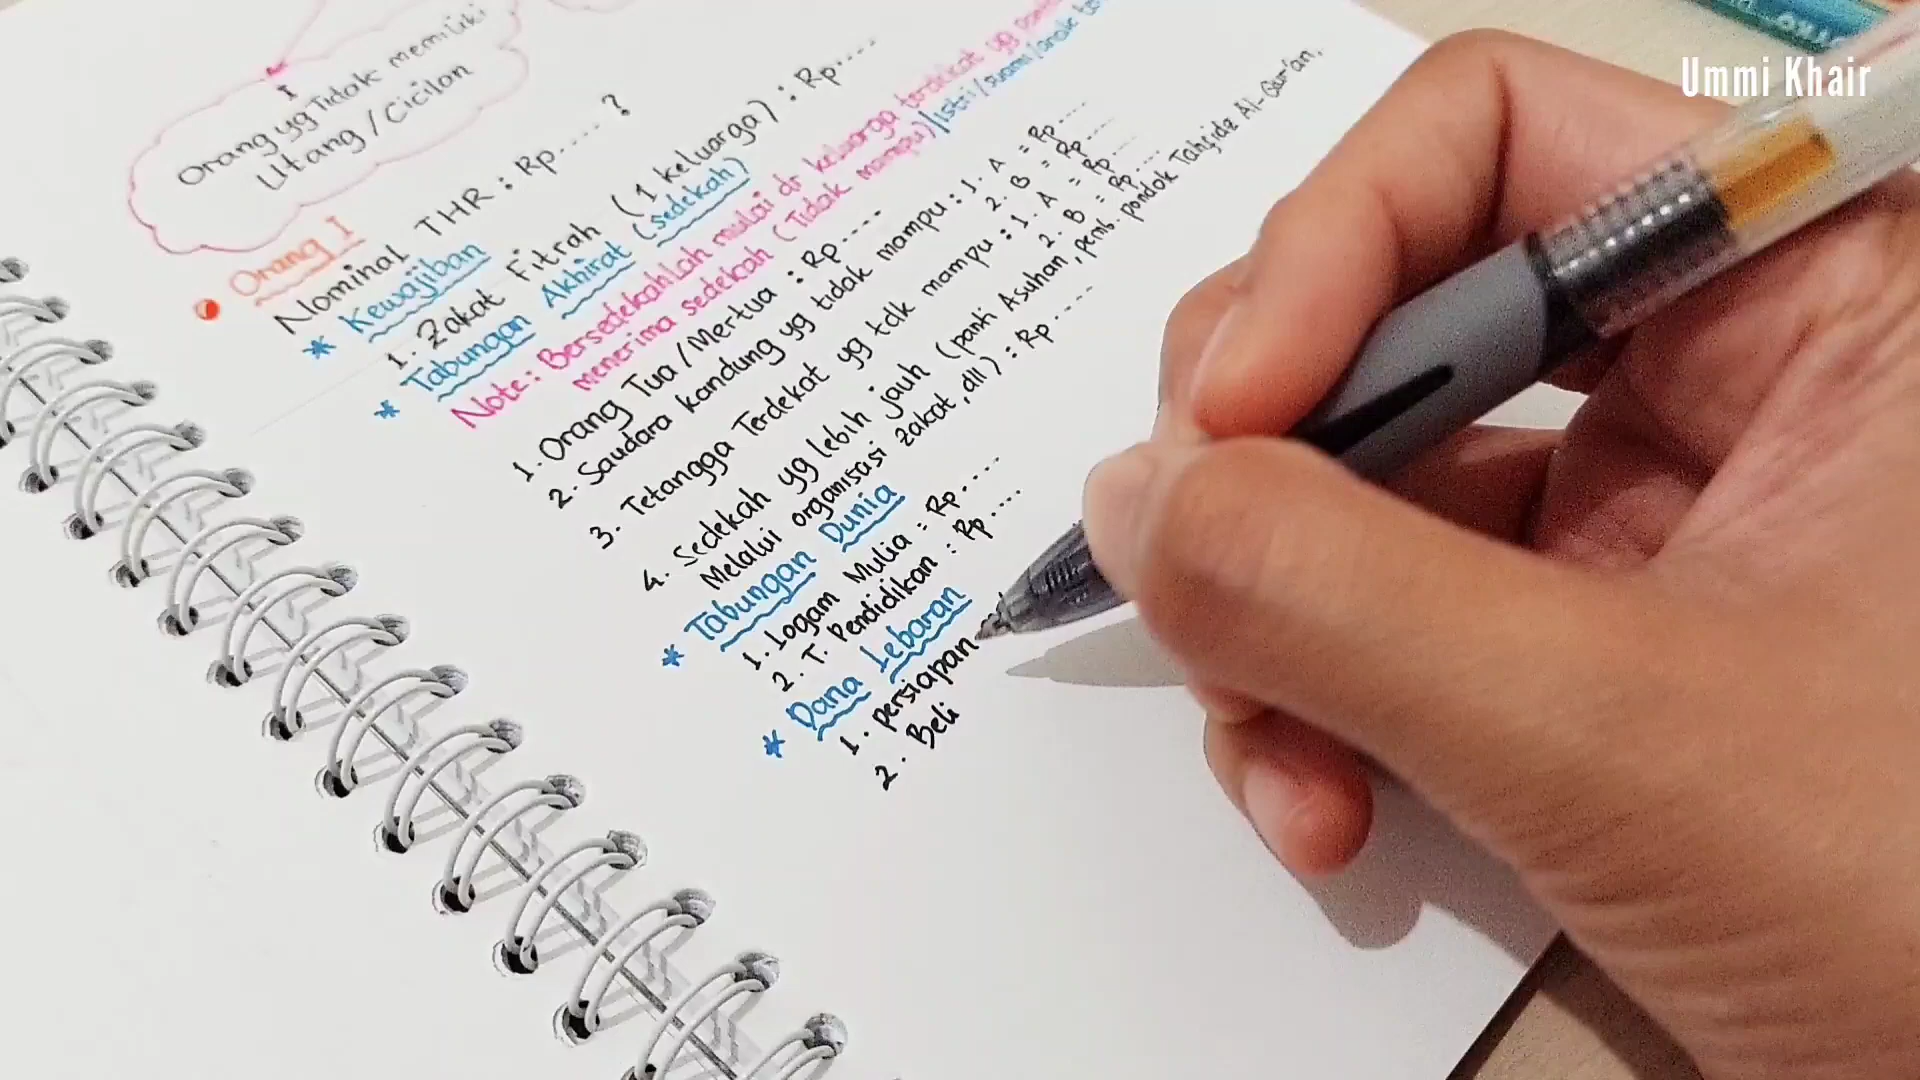 Ummi Khair
I
Orang yg Tidak memiliki
Utang / Cicilan
Orang I
Nominal THR : Rp.....?
* Kewajiban
1. Zakat Fitrah (1 keluarga) : Rp....
* Tabungan Akhirat (sedekah)
Note : Bersedekahlah mulai dr keluarga terdekat yg
menerima sedekah (Tidak mampu) / istri / suami / anak
1. Orang Tua / Mertua : Rp....
2. Saudara kandung yg tidak mampu : 1. A = Rp....
2. B = Rp....
3. Tetangga Terdekat yg tdk mampu : 1. A = Rp....
2. B = Rp....
4. Sedekah yg lebih jauh (panti Asuhan, pemb. pondok Tahfidz Al-Qur'an,
Melalui organisasi zakat, dll) : Rp....
* Tabungan Dunia
1. Logam Mulia : Rp....
2. T. Pendidikan : Rp....
* Dana Lebaran
1. persiapan
2. Beli